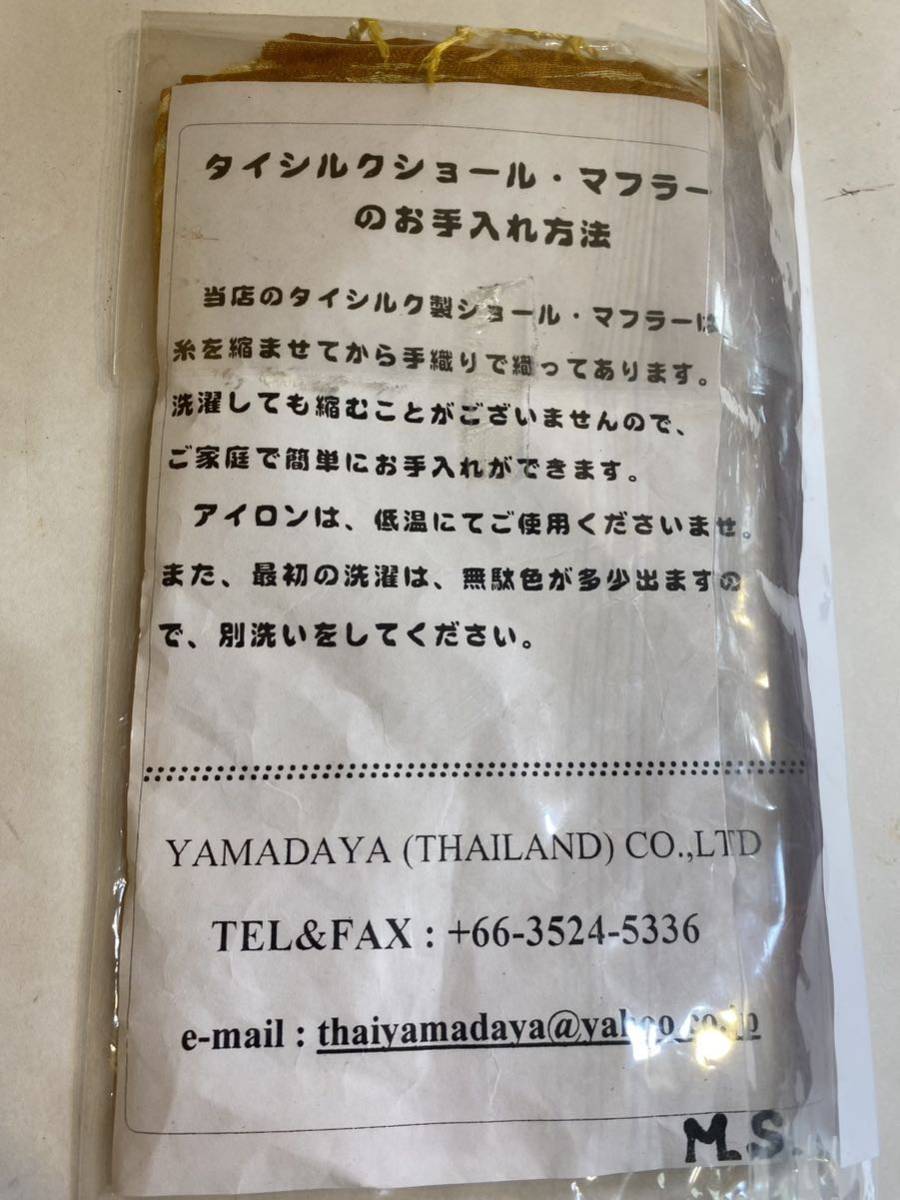 タイシルクショール・マフラー
のお手入れ方法
当店のタイシルク製ショール・マフラーは
糸を縮ませてから手織りで織ってあります。
洗濯しても縮むことがございませんので、
ご家庭で簡単にお手入れができます。
アイロンは、低温にてご使用くださいませ。
また、最初の洗濯は、無駄色が多少出ますの
で、別洗いをしてください。
YAMADAYA (THAILAND) CO.,LTD
TEL&FAX : +66-3524-5336
e-mail : thaiyamadaya@yahoo.co.jp
M.S.